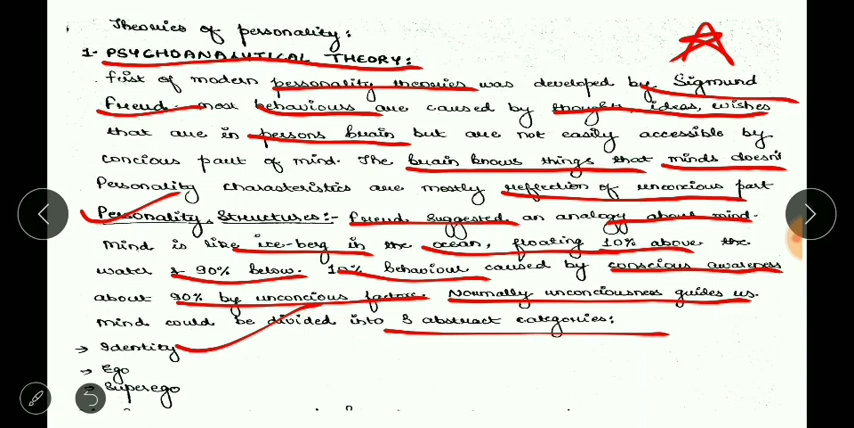 Theories of personality:
1- PSYCHOANALYTICAL THEORY:
first of modern personality theories was developed by Sigmund
Freud. most behaviours are caused by thought, ideas, wishes
that are in persons brain but are not easily accessible by
concious part of mind. The brain knows things that minds doesn't
Personality characteristics are mostly reflection of unconcious part
Personality Structures:- Freud suggested an analogy about mind.
Mind is like ice-berg in the ocean, floating 10% above the
water & 90% below. 10% behaviour caused by conscious awareness
about 90% by unconcious factor. Normally unconciousness guides us.
Mind could be divided into 3 abstract categories:
→ Identity
→ Ego
→ Superego